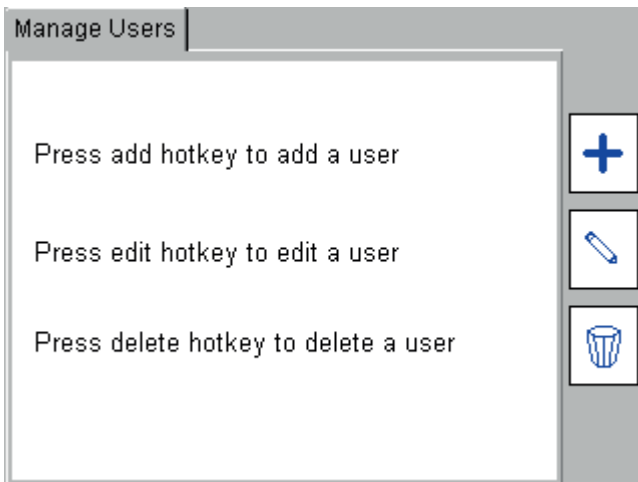 Manage Users
Press add hotkey to add a user
Press edit hotkey to edit a user
Press delete hotkey to delete a user